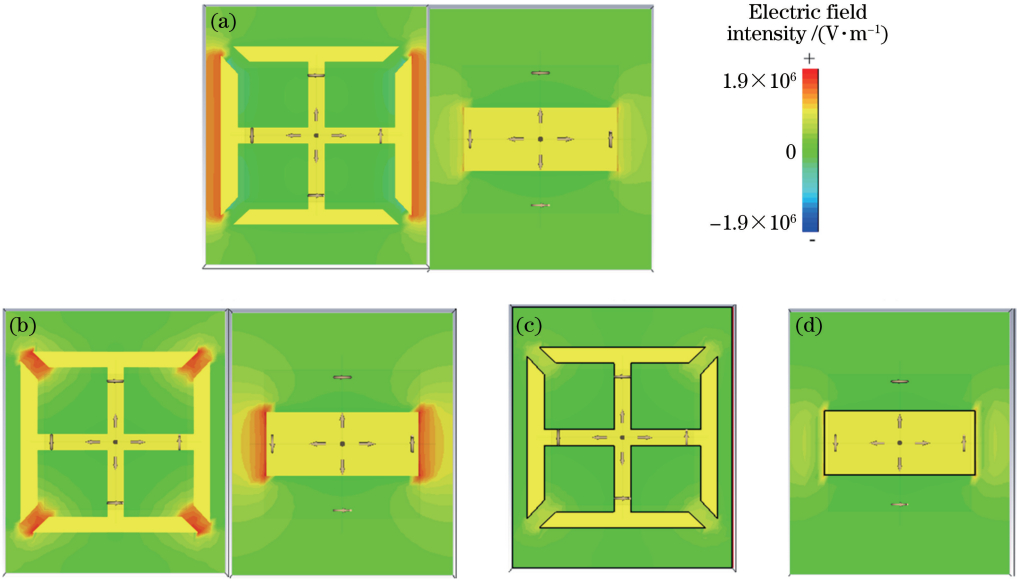 (a)
Electric field
intensity /(V·m⁻¹)
+
1.9×10⁶
0
−1.9×10⁶
-
(b)
(c)
(d)